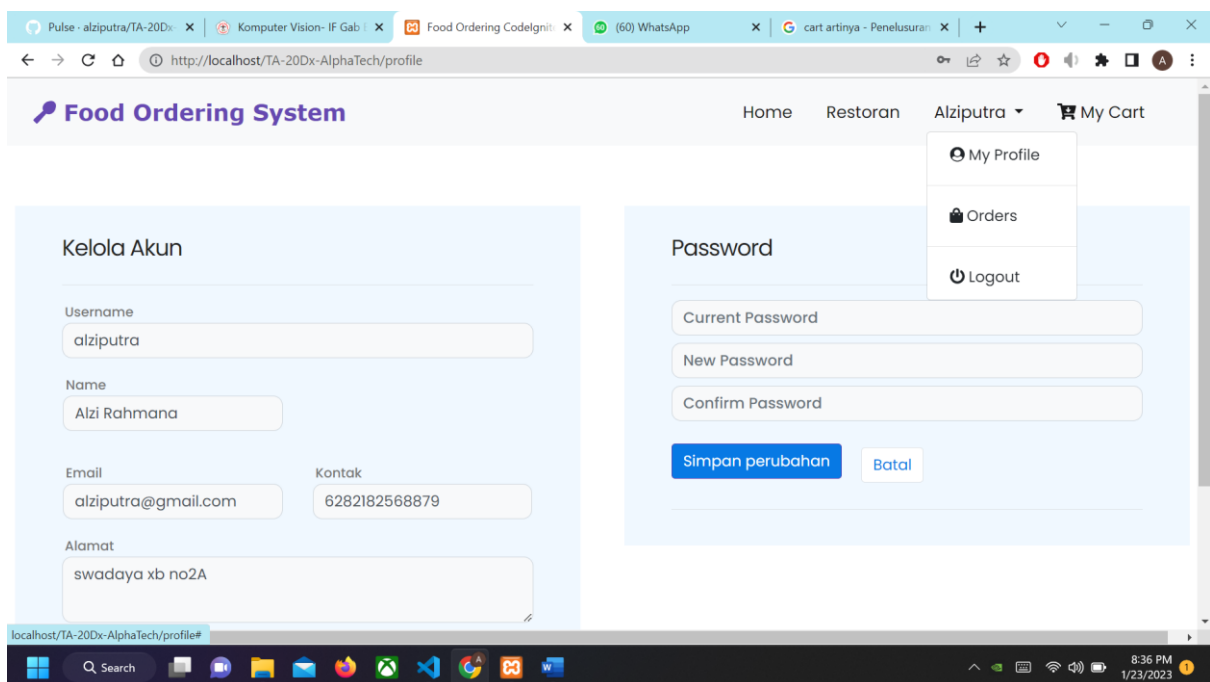 Pulse · alziputra/TA-20Dx-
Komputer Vision- IF Gab
Food Ordering CodeIgnit
(60) WhatsApp
cart artinya - Penelusuran
http://localhost/TA-20Dx-AlphaTech/profile
A
Food Ordering System
Home
Restoran
Alziputra
My Cart
My Profile
Orders
Logout
Kelola Akun
Username
alziputra
Name
Alzi Rahmana
Email
Kontak
alziputra@gmail.com
6282182568879
Alamat
swadaya xb no2A
Password
Current Password
New Password
Confirm Password
Simpan perubahan
Batal
localhost/TA-20Dx-AlphaTech/profile#
Search
8:36 PM
1/23/2023
1